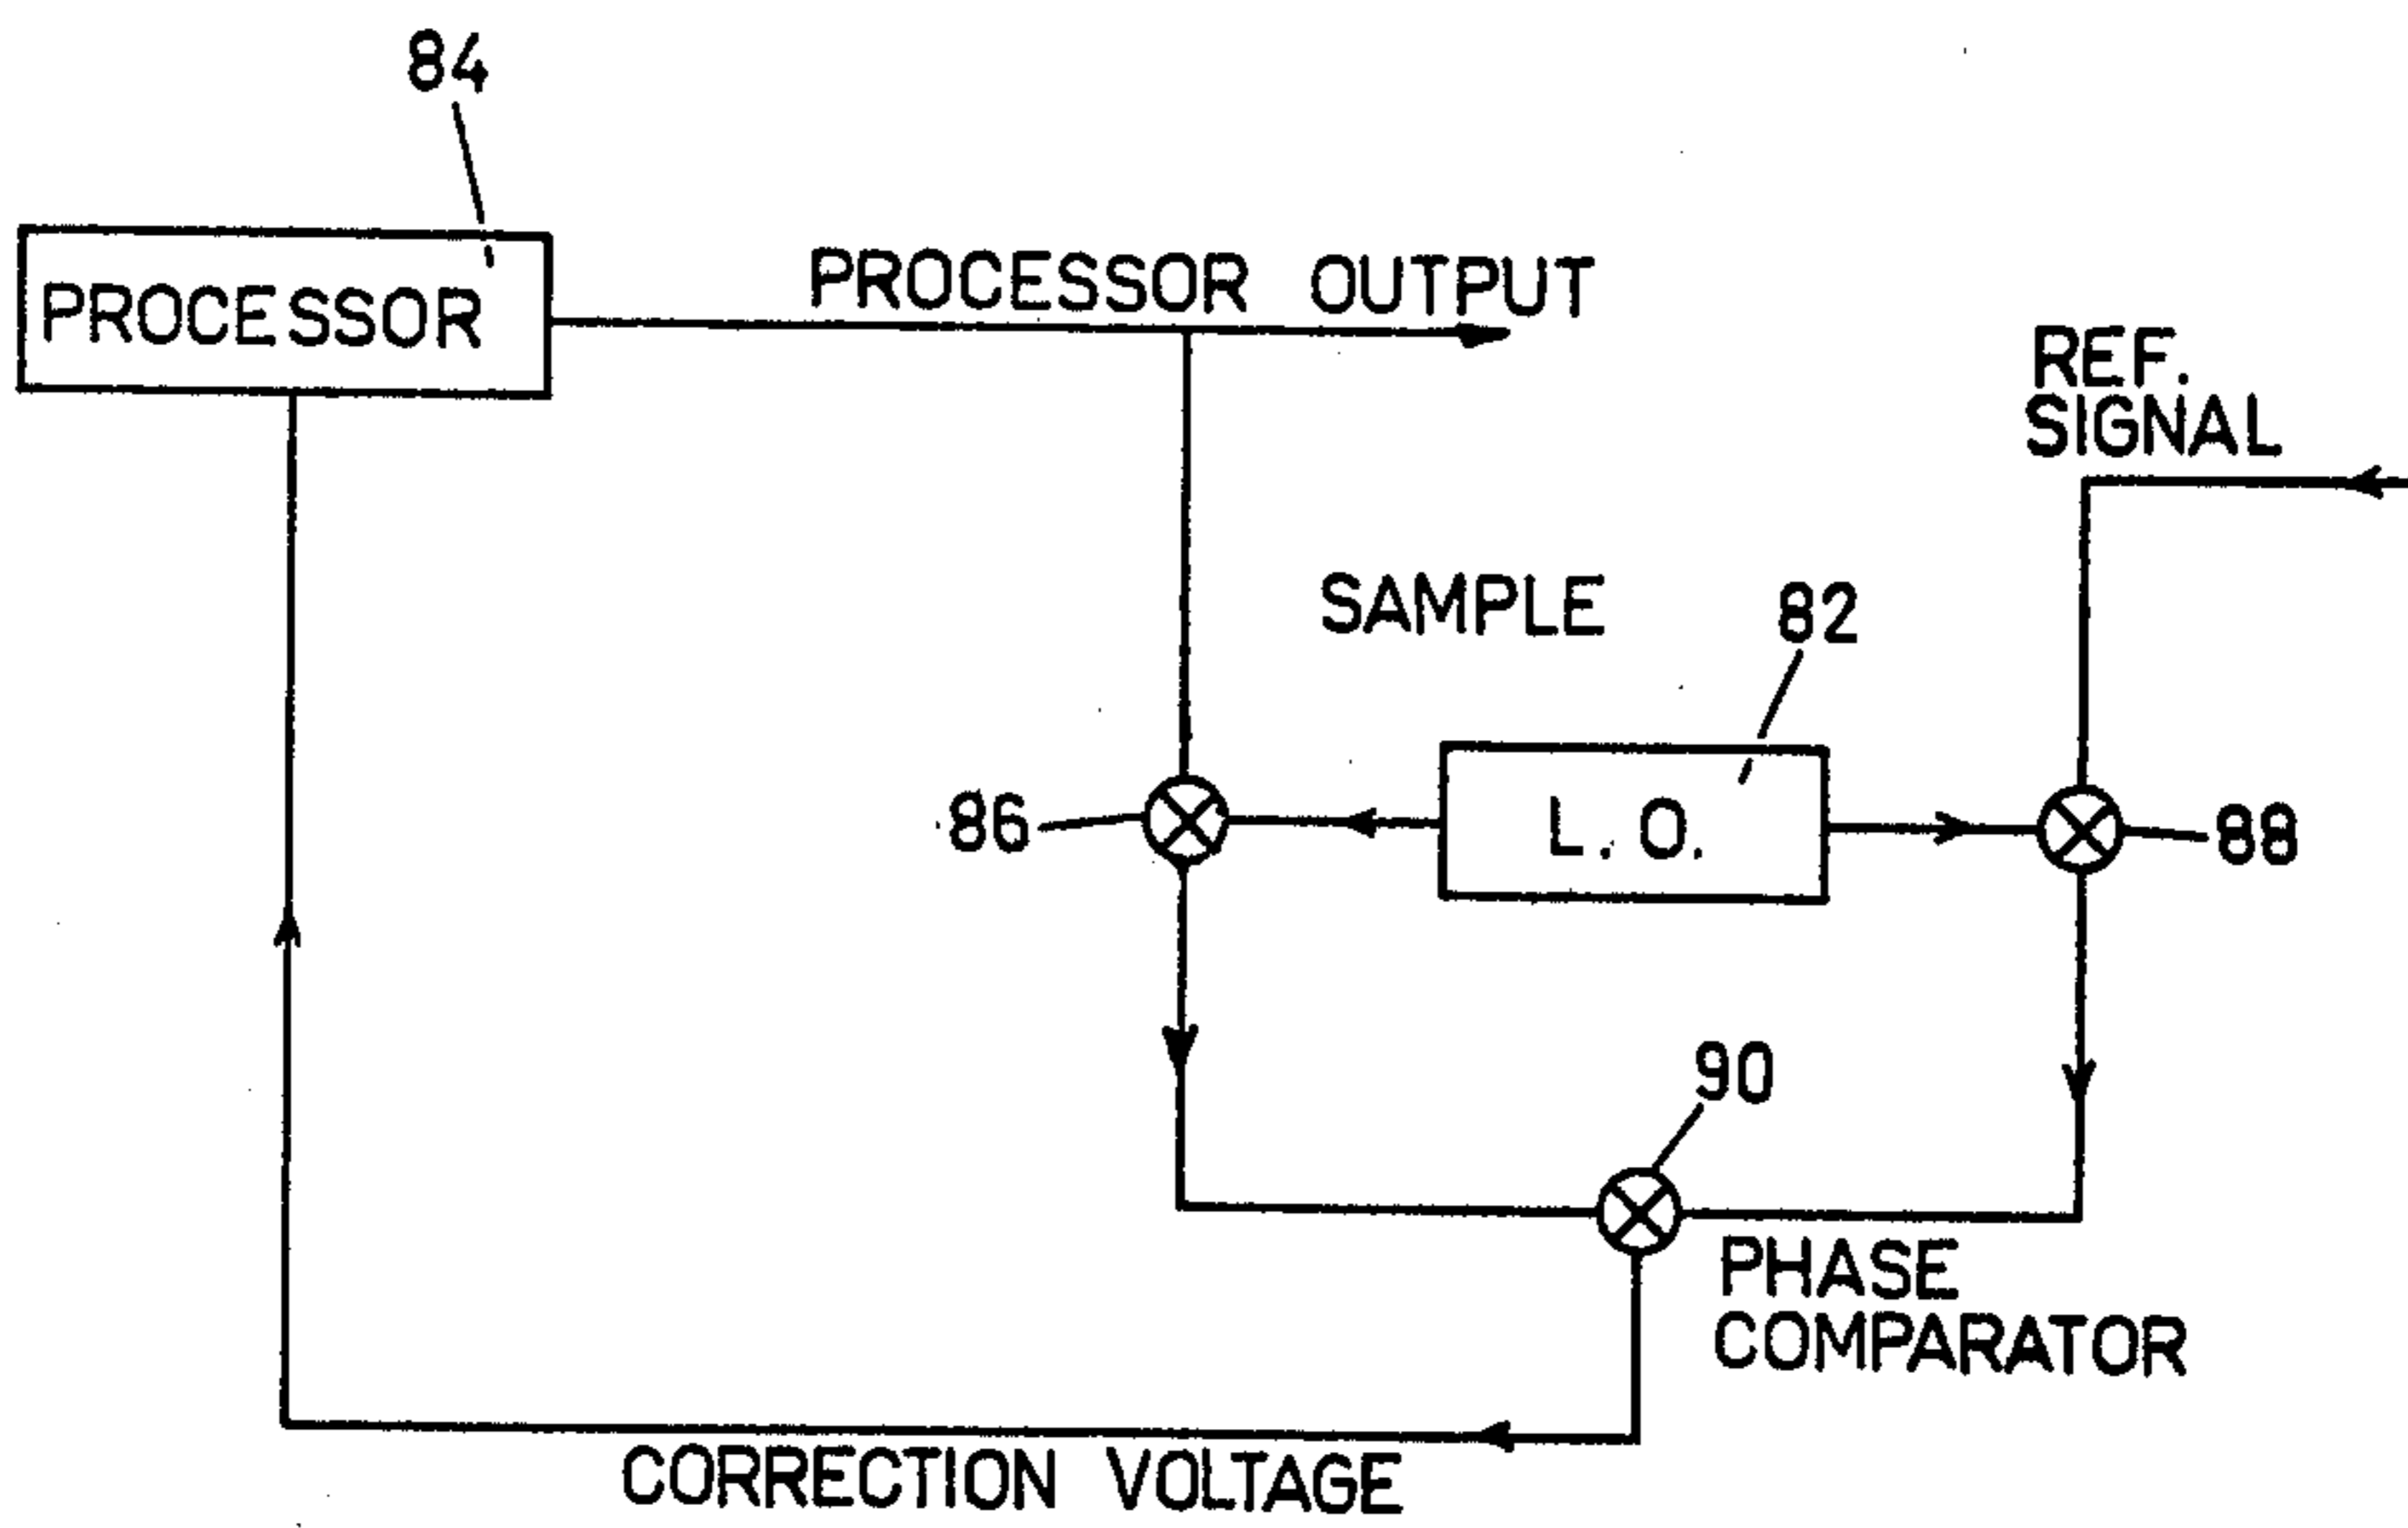 84
PROCESSOR
PROCESSOR OUTPUT
REF.
SIGNAL
SAMPLE
82
86
L.O.
88
90
PHASE
COMPARATOR
CORRECTION VOLTAGE